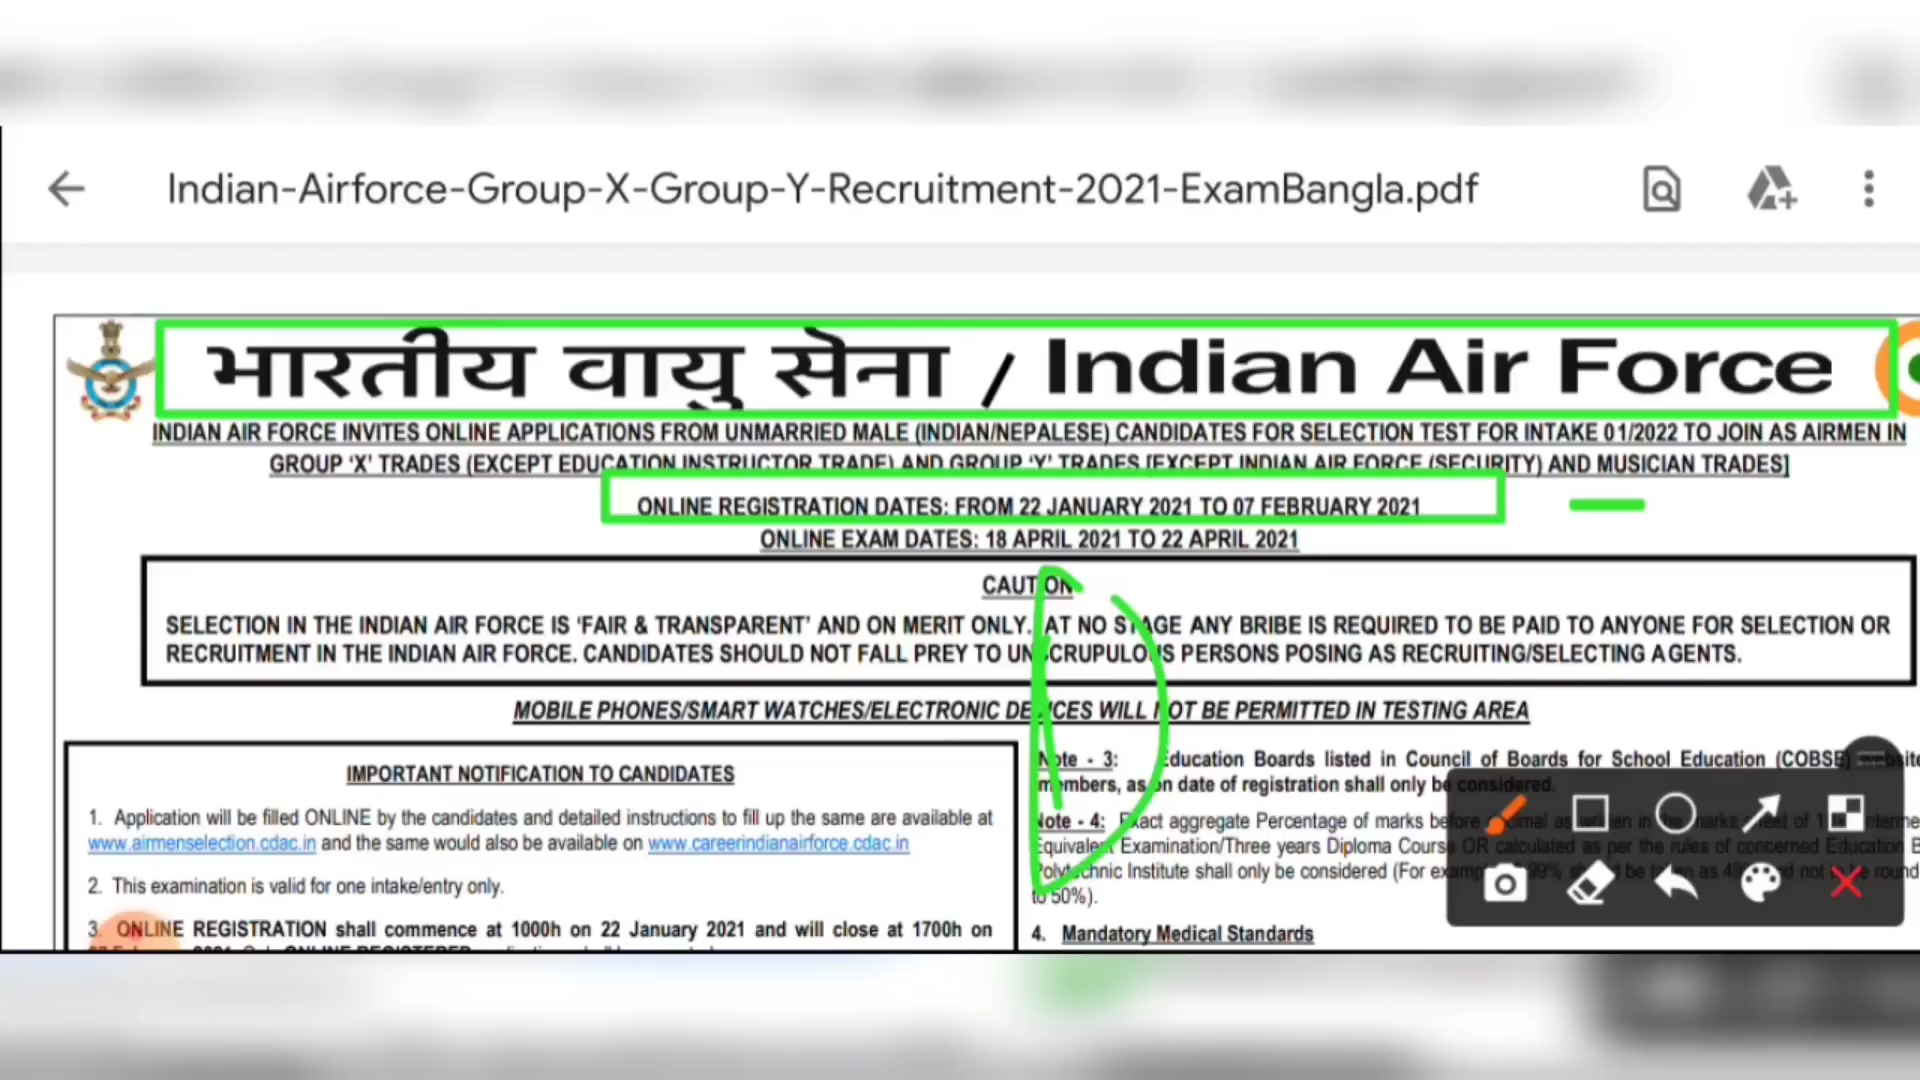 Indian-Airforce-Group-X-Group-Y-Recruitment-2021-ExamBangla.pdf
भारतीय वायु सेना / Indian Air Force
INDIAN AIR FORCE INVITES ONLINE APPLICATIONS FROM UNMARRIED MALE (INDIAN/NEPALESE) CANDIDATES FOR SELECTION TEST FOR INTAKE 01/2022 TO JOIN AS AIRMEN IN
GROUP ‘X’ TRADES (EXCEPT EDUCATION INSTRUCTOR TRADE) AND GROUP ‘Y’ TRADES [EXCEPT INDIAN AIR FORCE (SECURITY) AND MUSICIAN TRADES]
ONLINE REGISTRATION DATES: FROM 22 JANUARY 2021 TO 07 FEBRUARY 2021
ONLINE EXAM DATES: 18 APRIL 2021 TO 22 APRIL 2021
CAUTION
SELECTION IN THE INDIAN AIR FORCE IS ‘FAIR & TRANSPARENT’ AND ON MERIT ONLY. AT NO STAGE ANY BRIBE IS REQUIRED TO BE PAID TO ANYONE FOR SELECTION OR
RECRUITMENT IN THE INDIAN AIR FORCE. CANDIDATES SHOULD NOT FALL PREY TO UNSCRUPULOUS PERSONS POSING AS RECRUITING/SELECTING AGENTS.
MOBILE PHONES/SMART WATCHES/ELECTRONIC DEVICES WILL NOT BE PERMITTED IN TESTING AREA
IMPORTANT NOTIFICATION TO CANDIDATES
1. Application will be filled ONLINE by the candidates and detailed instructions to fill up the same are available at
www.airmenselection.cdac.in and the same would also be available on www.careerindianairforce.cdac.in
2. This examination is valid for one intake/entry only.
3. ONLINE REGISTRATION shall commence at 1000h on 22 January 2021 and will close at 1700h on
Note - 3: Education Boards listed in Council of Boards for School Education (COBSE)
members, as on date of registration shall only be considered.
Note - 4: Exact aggregate Percentage of marks before
Equivalent Examination/Three years Diploma Course OR calculated as per the rules of concerned Education
Polytechnic Institute shall only be considered (For
to 50%).
4. Mandatory Medical Standards